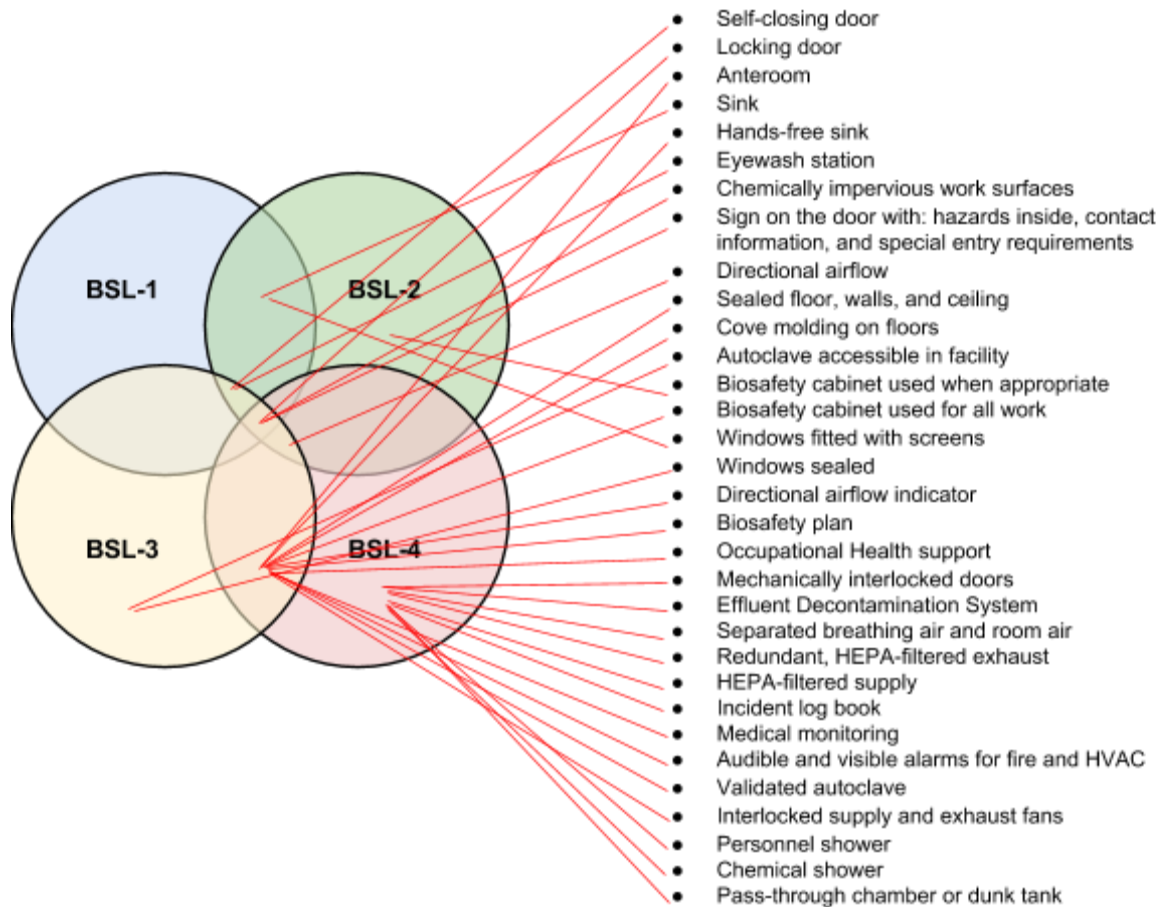 BSL-1
BSL-2
BSL-3
BSL-4
● Self-closing door
● Locking door
● Anteroom
● Sink
● Hands-free sink
● Eyewash station
● Chemically impervious work surfaces
● Sign on the door with: hazards inside, contact
information, and special entry requirements
● Directional airflow
● Sealed floor, walls, and ceiling
● Cove molding on floors
● Autoclave accessible in facility
● Biosafety cabinet used when appropriate
● Biosafety cabinet used for all work
● Windows fitted with screens
● Windows sealed
● Directional airflow indicator
● Biosafety plan
● Occupational Health support
● Mechanically interlocked doors
● Effluent Decontamination System
● Separated breathing air and room air
● Redundant, HEPA-filtered exhaust
● HEPA-filtered supply
● Incident log book
● Medical monitoring
● Audible and visible alarms for fire and HVAC
● Validated autoclave
● Interlocked supply and exhaust fans
● Personnel shower
● Chemical shower
● Pass-through chamber or dunk tank